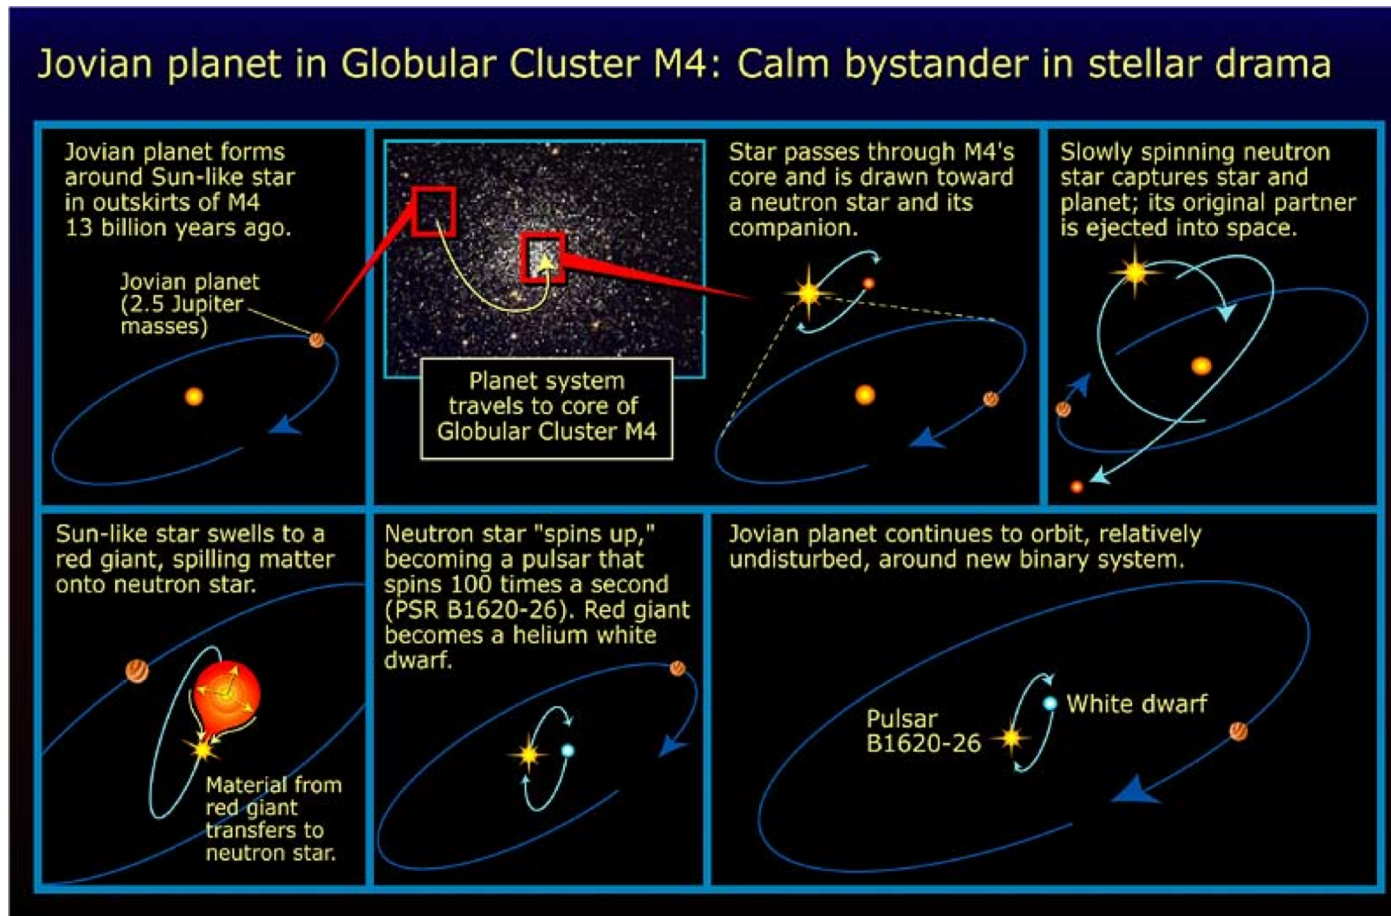 Jovian planet in Globular Cluster M4: Calm bystander in stellar drama
Jovian planet forms
around Sun-like star
in outskirts of M4
13 billion years ago.
Jovian planet
(2.5 Jupiter
masses)
Planet system
travels to core of
Globular Cluster M4
Star passes through M4's
core and is drawn toward
a neutron star and its
companion.
Slowly spinning neutron
star captures star and
planet; its original partner
is ejected into space.
Sun-like star swells to a
red giant, spilling matter
onto neutron star.
Material from
red giant
transfers to
neutron star.
Neutron star "spins up,"
becoming a pulsar that
spins 100 times a second
(PSR B1620-26). Red giant
becomes a helium white
dwarf.
Jovian planet continues to orbit, relatively
undisturbed, around new binary system.
Pulsar
B1620-26
White dwarf